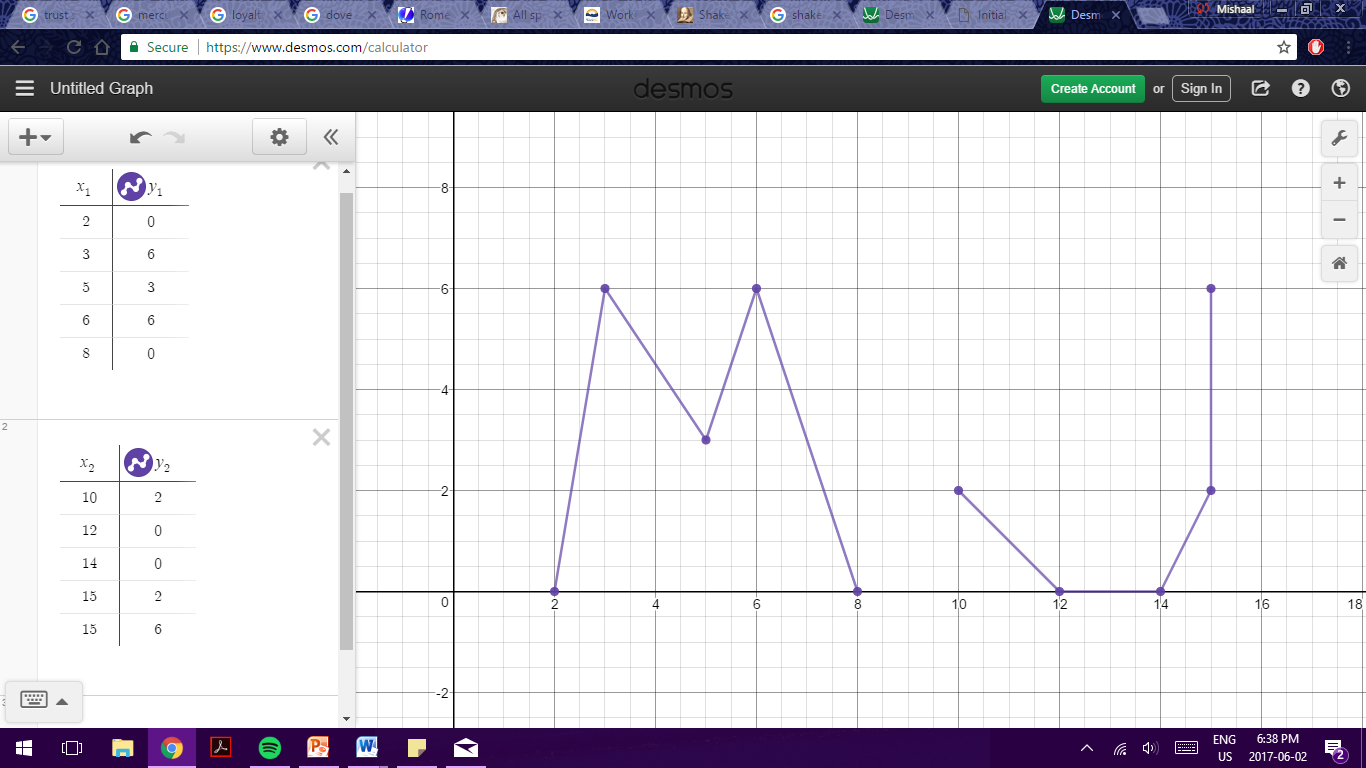 trust merc loyalt dove Rome All sp Work Shak shake Desm Initial Desm Mishaal
Secure https://www.desmos.com/calculator
Untitled Graph desmos Create Account or Sign In
x₁ y₁
2 0
3 6
5 3
6 6
8 0
2
x₂ y₂
10 2
12 0
14 0
15 2
15 6
3
8
6
4
2
0 2 4 6 8 10 12 14 16 18
-2
ENG 6:38 PM
US 2017-06-02 2